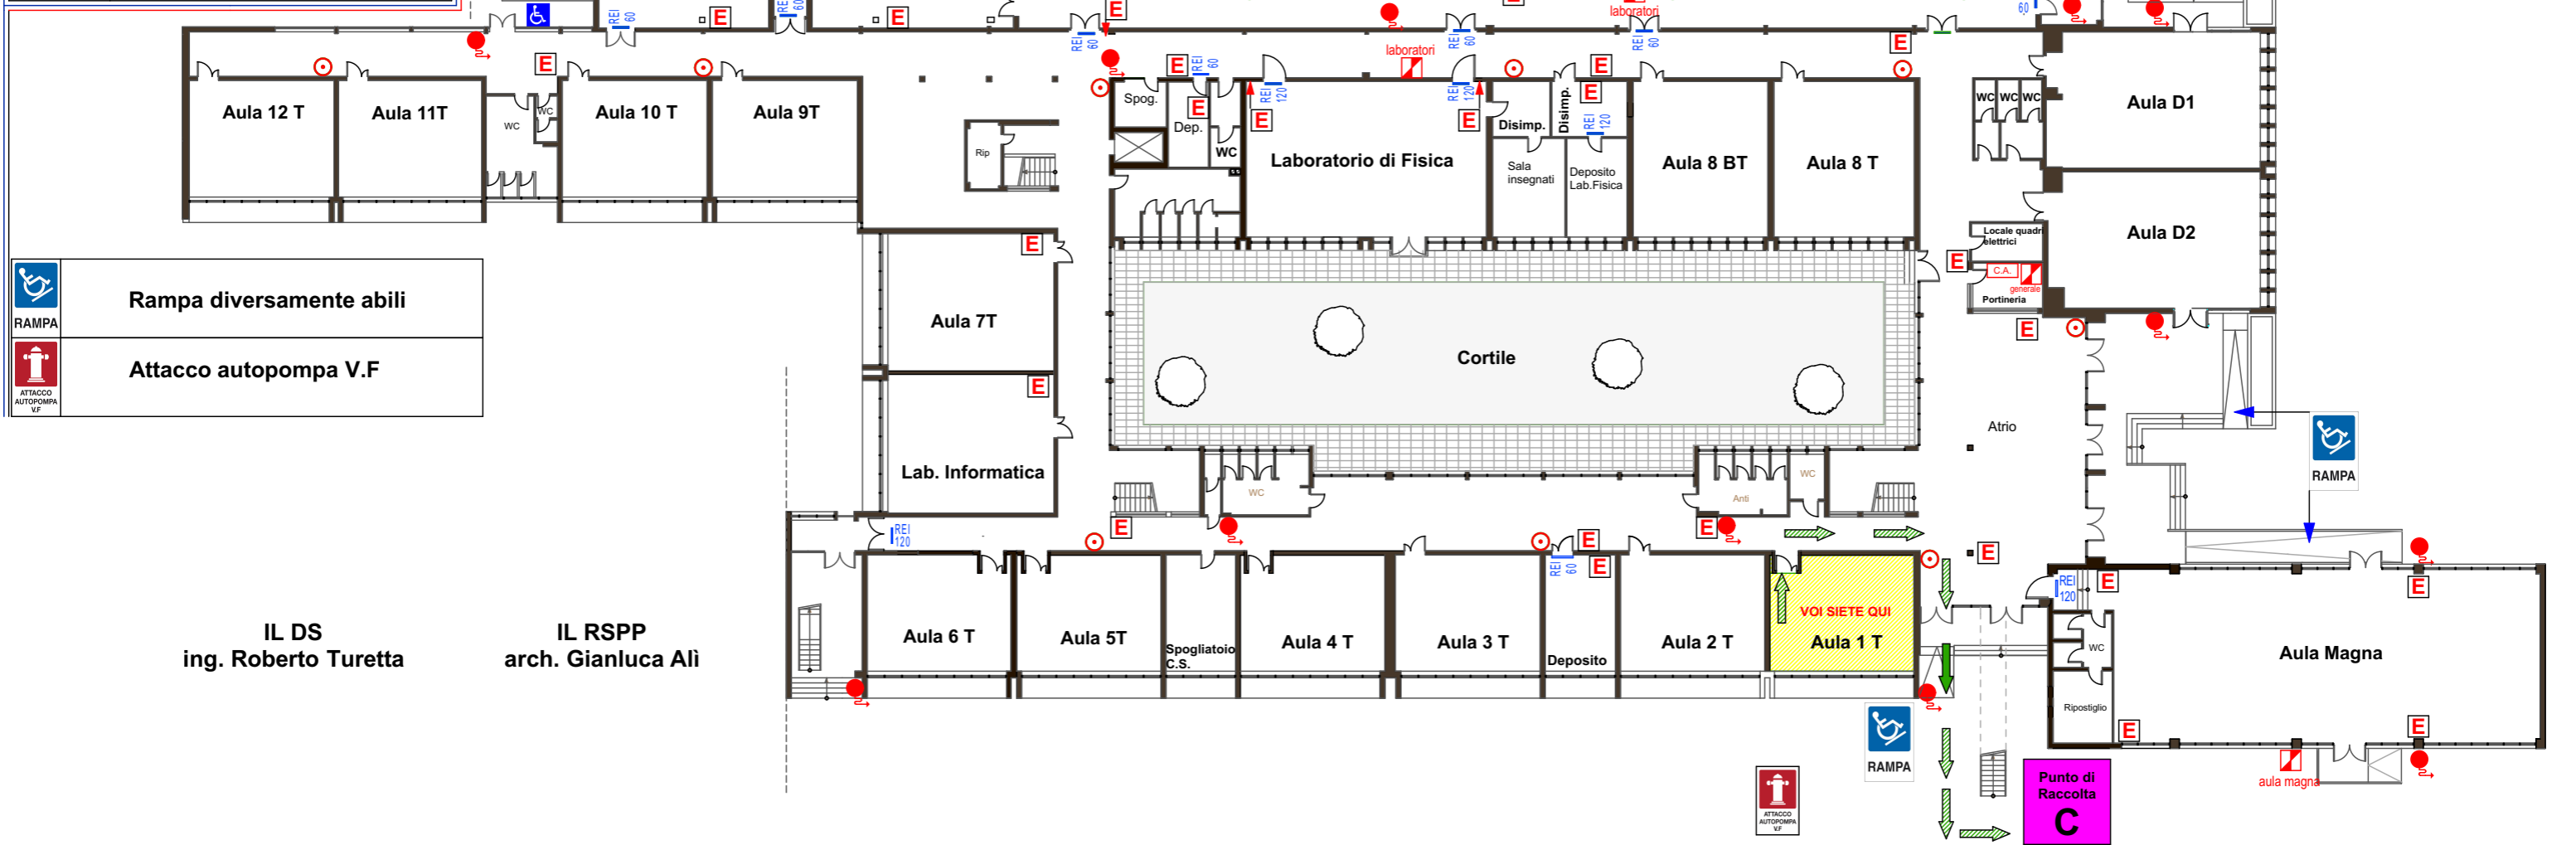 REI
60
E
REI
60
E
E
laboratori
60
E
REI
60
laboratori
REI
60
REI
60
E
Aula 12 T
Aula 11T
WC
WC
Aula 10 T
Aula 9T
Rip
Spog.
E
REI
60
E
Dep.
WC
REI
120
E
Laboratorio di Fisica
REI
120
E
Disimp.
Disimp.
E
E
REI
120
Sala
insegnati
Deposito
Lab.Fisica
Aula 8 BT
Aula 8 T
WC
WC
WC
Aula D1
Aula D2
Locale quadri
elettrici
E
C.A.
generale
Portineria
E
RAMPA
Rampa diversamente abili
ATTACCO
AUTOPOMPA
V.F
Attacco autopompa V.F
E
Aula 7T
E
Lab. Informatica
Cortile
Atrio
RAMPA
WC
Anti
WC
REI
120
E
E
E
E
Aula 6 T
Aula 5T
Spogliatoio
C.S.
Aula 4 T
Aula 3 T
REI
60
E
Deposito
Aula 2 T
VOI SIETE QUI
Aula 1 T
REI
120
E
E
WC
Ripostiglio
E
E
Aula Magna
aula magna
IL DS
ing. Roberto Turetta
IL RSPP
arch. Gianluca Alì
RAMPA
ATTACCO
AUTOPOMPA
V.F
Punto di
Raccolta
C